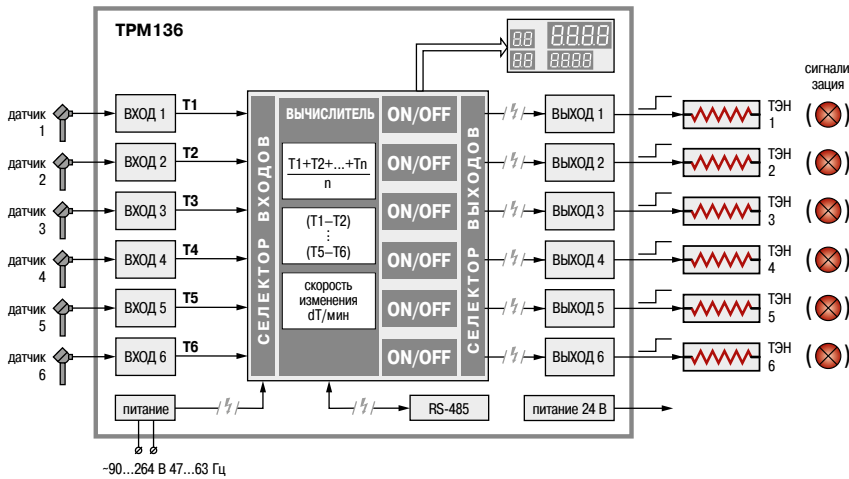 ТРМ136
88 8.8.8.8
88 8888
сигнали
зация
датчик
1
ВХОД 1
T1
ВЫЧИСЛИТЕЛЬ
ON/OFF
ВЫХОД 1
ТЭН
1
датчик
2
ВХОД 2
T2
T1+T2+...+Tn
n
ON/OFF
ВЫХОД 2
ТЭН
2
датчик
3
ВХОД 3
T3
(T1–T2)
⋮
(T5–T6)
ON/OFF
ВЫХОД 3
ТЭН
3
датчик
4
ВХОД 4
T4
ON/OFF
ВЫХОД 4
ТЭН
4
датчик
5
ВХОД 5
T5
скорость
изменения
dT/мин
ON/OFF
ВЫХОД 5
ТЭН
5
датчик
6
ВХОД 6
T6
ON/OFF
ВЫХОД 6
ТЭН
6
СЕЛЕКТОР ВХОДОВ
СЕЛЕКТОР ВЫХОДОВ
питание
RS-485
питание 24 В
~90...264 В 47...63 Гц